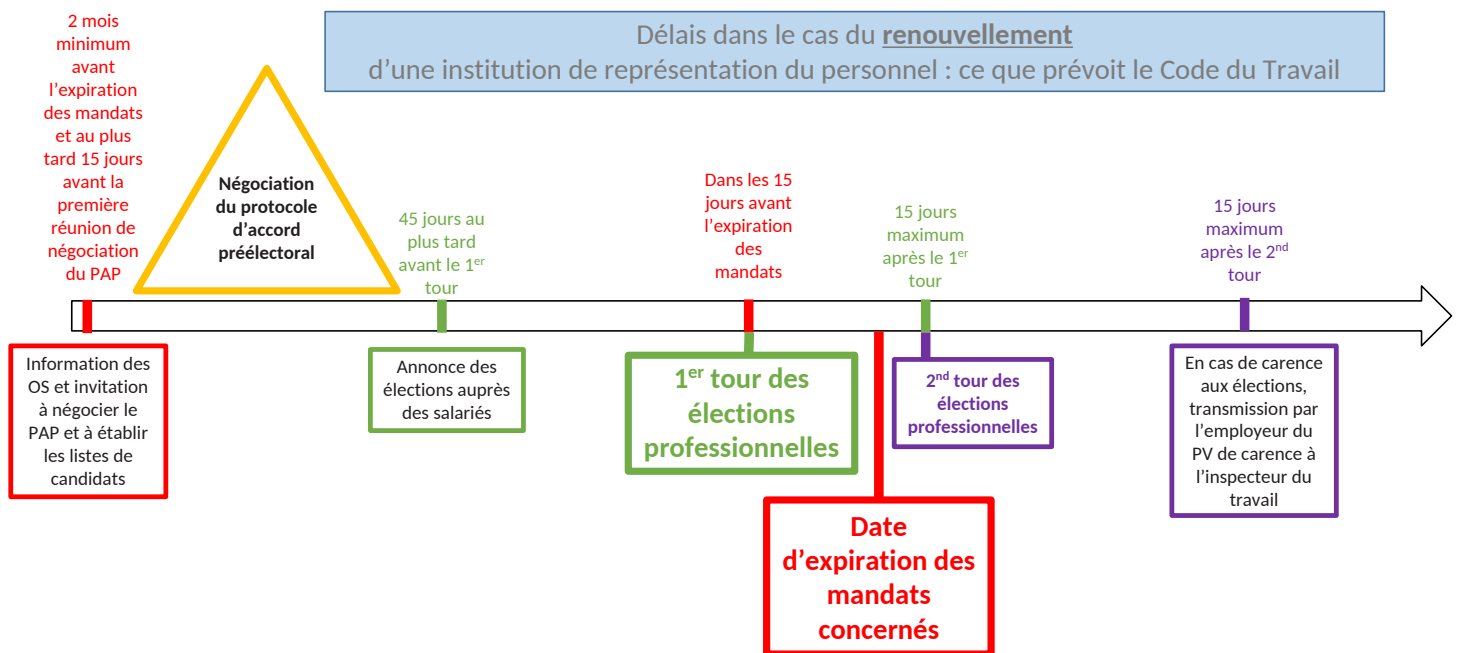 Délais dans le cas du renouvellement
d’une institution de représentation du personnel : ce que prévoit le Code du Travail
2 mois
minimum
avant
l’expiration
des mandats
et au plus
tard 15 jours
avant la
première
réunion de
négociation
du PAP
Négociation
du protocole
d’accord
préélectoral
45 jours au
plus tard
avant le 1er
tour
Dans les 15
jours avant
l’expiration
des
mandats
15 jours
maximum
après le 1er
tour
15 jours
maximum
après le 2nd
tour
Information des
OS et invitation
à négocier le
PAP et à établir
les listes de
candidats
Annonce des
élections auprès
des salariés
1er tour des
élections
professionnelles
Date
d’expiration des
mandats
concernés
2nd tour des
élections
professionnelles
En cas de carence
aux élections,
transmission par
l’employeur du
PV de carence à
l’inspecteur du
travail